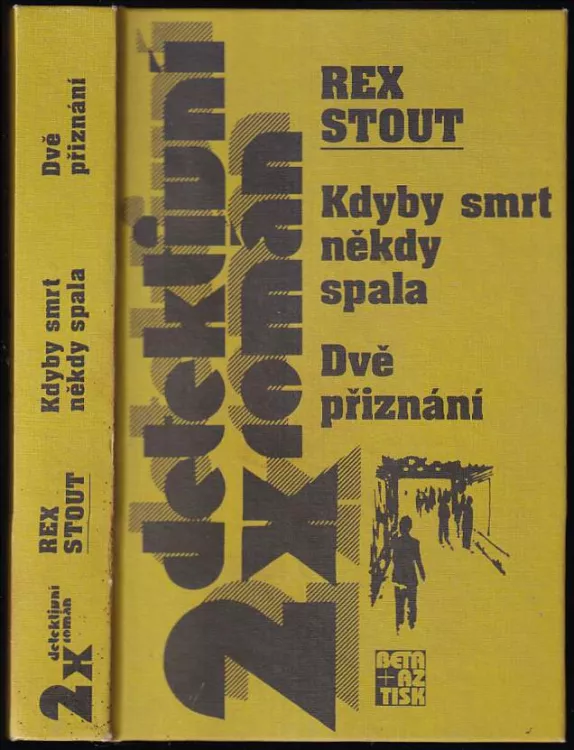 Dvě
přiznání
Kdyby smrt
někdy spala
REX
STOUT
detektivní
román
2x
2x detektivní
román
REX
STOUT
Kdyby smrt
někdy
spala
Dvě
přiznání
BETA
+AZ
TISK